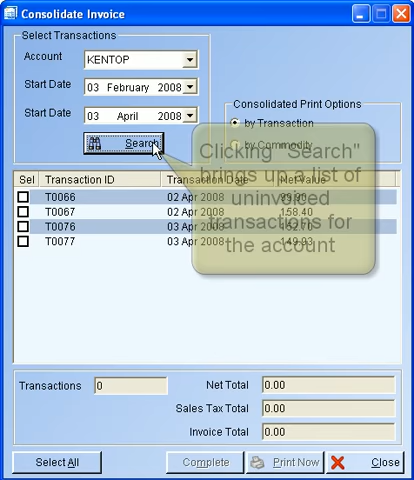 Consolidate Invoice
Select Transactions
Account KENTOP
Start Date 03 February 2008
Start Date 03 April 2008
Search
Consolidated Print Options
by Transaction
by Commodity
Clicking "Search"
brings up a list of
uninvoiced
transactions for
the account
Sel Transaction ID Transaction Date Net Value
T0066 02 Apr 2008
T0067 02 Apr 2008 158.40
T0076 03 Apr 2008 152.70
T0077 03 Apr 2008 149.93
Transactions 0 Net Total 0.00
Sales Tax Total 0.00
Invoice Total 0.00
Select All Complete Print Now Close